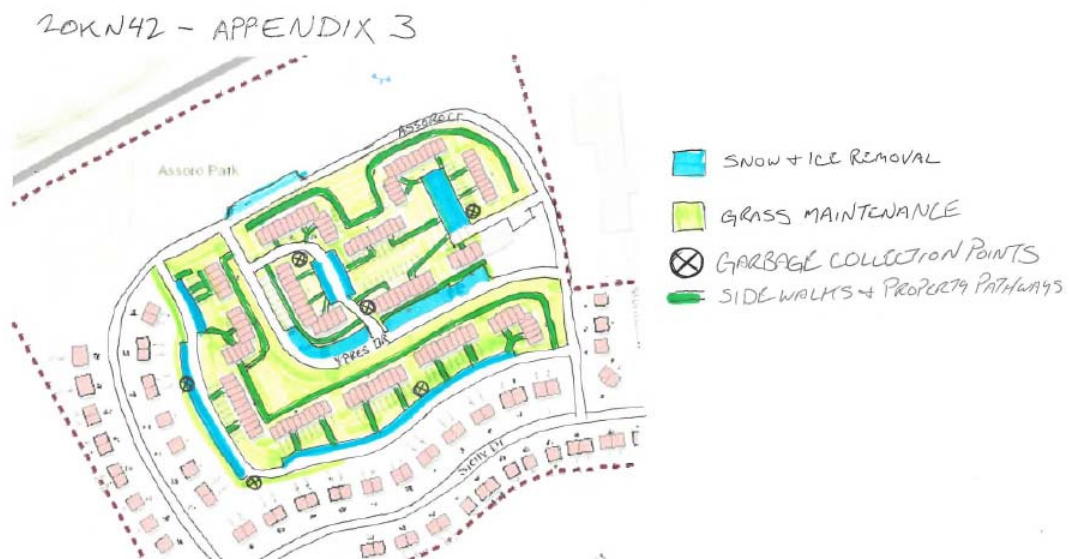 20KN42 - APPENDIX 3
ASSORO CR
Assoro Park
SNOW + ICE REMOVAL
GRASS MAINTENANCE
GARBAGE COLLECTION POINTS
SIDEWALKS + PROPERTY PATHWAYS
YPRES DR
SICILY DR